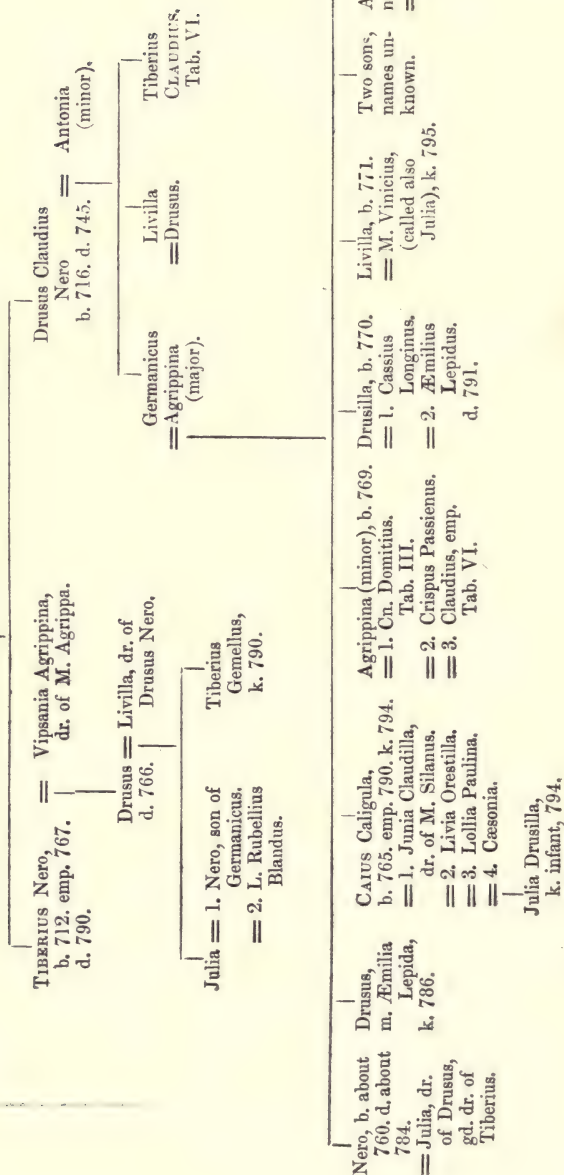 TIBERIUS Nero,
b. 712. emp. 767.
d. 790.
== Vipsania Agrippina,
dr. of M. Agrippa.
Drusus Claudius
Nero
b. 716. d. 745.
== Antonia
(minor).
Drusus == Livilla, dr. of
d. 766. Drusus Nero.
Germanicus
==Agrippina
(major).
Livilla
==Drusus.
Tiberius
CLAUDIUS.
Tab. VI.
Julia == 1. Nero, son of
Germanicus.
== 2. L. Rubellius
Blandus.
Tiberius
Gemellus,
k. 790.
Nero, b. about
760. d. about
784.
==Julia, dr.
of Drusus,
gd. dr. of
Tiberius.
Drusus,
m. Æmilia
Lepida,
k. 786.
CAIUS Caligula,
b. 765. emp. 790. k. 794.
== 1. Junia Claudilla,
dr. of M. Silanus.
== 2. Livia Orestilla.
== 3. Lollia Paulina.
== 4. Cæsonia.
Julia Drusilla,
k. infant, 794.
Agrippina (minor), b. 769.
== 1. Cn. Domitius.
Tab. III.
== 2. Crispus Passienus.
== 3. Claudius, emp.
Tab. VI.
Drusilla, b. 770.
== 1. Cassius
Longinus.
== 2. Æmilius
Lepidus.
d. 791.
Livilla, b. 771.
== M. Vinicius,
(called also
Julia), k. 795.
Two sons,
names un-
known.